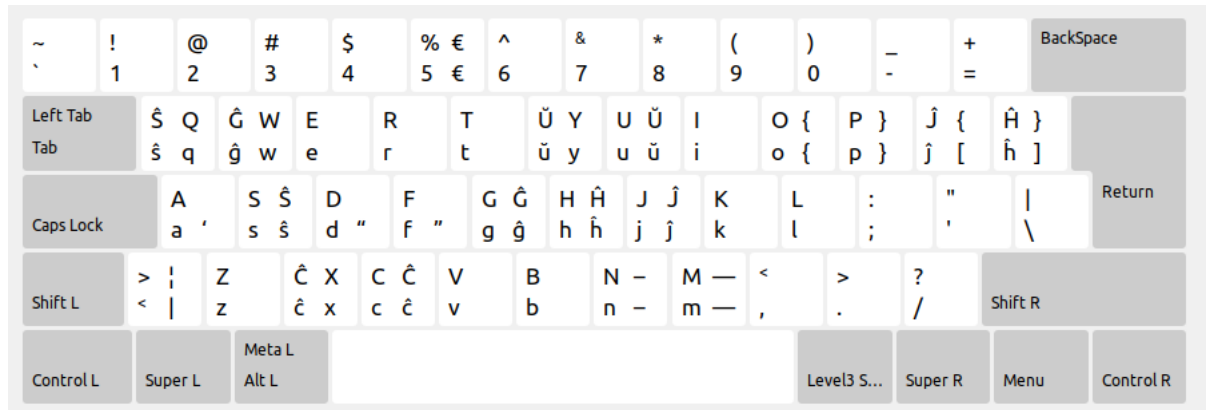 ~ ! @ # $ % € ^ & * ( ) _ + BackSpace
` 1 2 3 4 5 € 6 7 8 9 0 - =
Left Tab Ŝ Q Ĝ W E R T Ŭ Y U Ŭ I O { P } Ĵ { Ĥ }
Tab ŝ q ĝ w e r t ŭ y u ŭ i o { p } ĵ [ ĥ ]
A S Ŝ D F G Ĝ H Ĥ J Ĵ K L : " | Return
Caps Lock a ‘ s ŝ d “ f ” g ĝ h ĥ j ĵ k l ; ' \
> ¦ Z Ĉ X C Ĉ V B N – M — < > ?
Shift L < | z ĉ x c ĉ v b n – m — , . / Shift R
Meta L
Control L Super L Alt L Level3 S... Super R Menu Control R